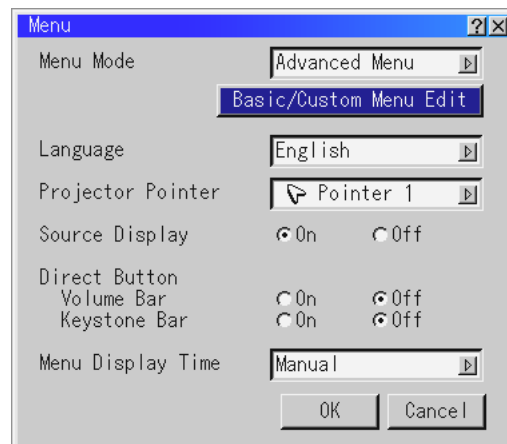 Menu
Menu Mode Advanced Menu
Basic/Custom Menu Edit
Language English
Projector Pointer Pointer 1
Source Display On Off
Direct Button
Volume Bar On Off
Keystone Bar On Off
Menu Display Time Manual
OK Cancel